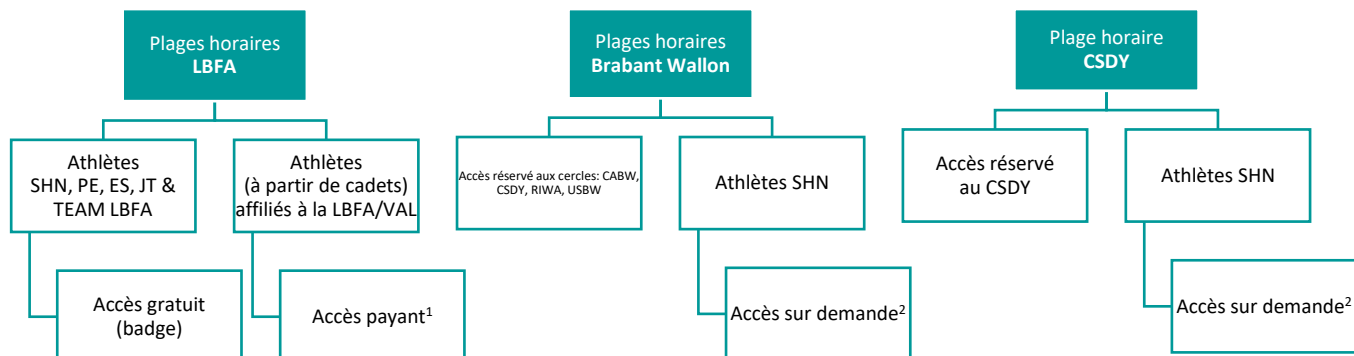 Plages horaires
LBFA
Athlètes
SHN, PE, ES, JT &
TEAM LBFA
Athlètes
(à partir de cadets)
affiliés à la LBFA/VAL
Accès gratuit
(badge)
Accès payant¹
Plages horaires
Brabant Wallon
Accès réservé aux cercles: CABW,
CSDY, RIWA, USBW
Athlètes SHN
Accès sur demande²
Plage horaire
CSDY
Accès réservé
au CSDY
Athlètes SHN
Accès sur demande²